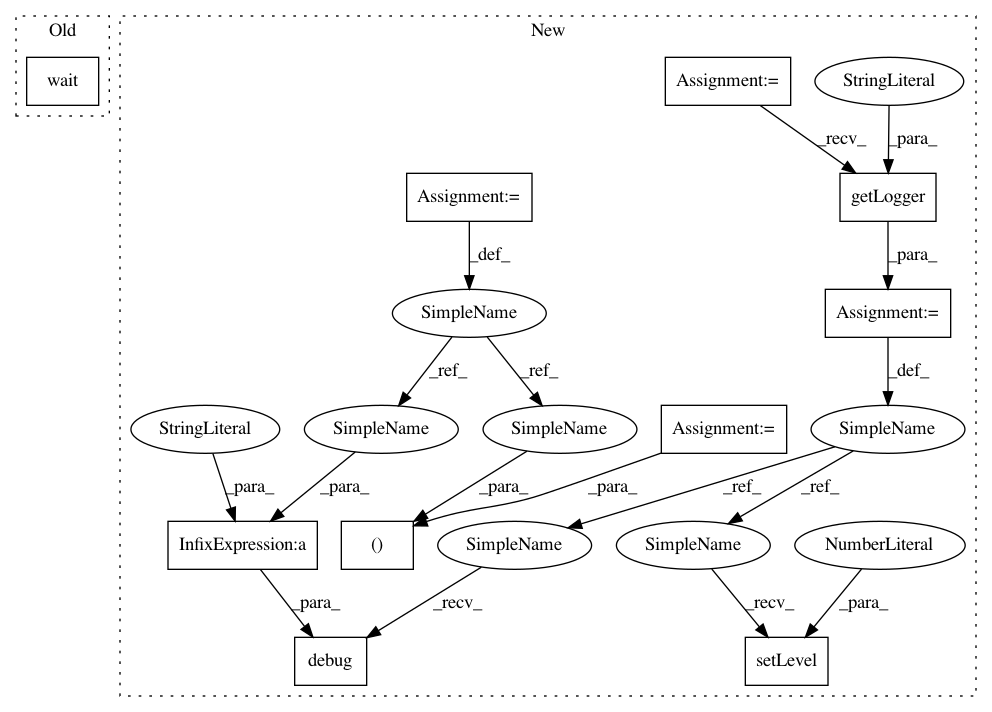 Old
New
wait
Assignment:=
StringLiteral
_recv_
_para_
Assignment:=
getLogger
_def_
_para_
SimpleName
Assignment:=
_ref_
_ref_
_def_
StringLiteral
SimpleName
SimpleName
Assignment:=
SimpleName
_para_
_para_
_para_
_para_
_ref_
_ref_
InfixExpression:a
()
SimpleName
SimpleName
NumberLiteral
_para_
_recv_
_recv_
_para_
debug
setLevel